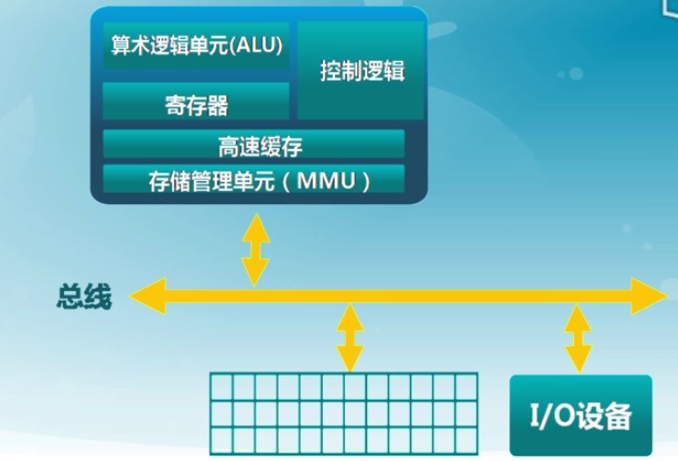 算术逻辑单元(ALU)
控制逻辑
寄存器
高速缓存
存储管理单元（MMU）
总线
I/O设备